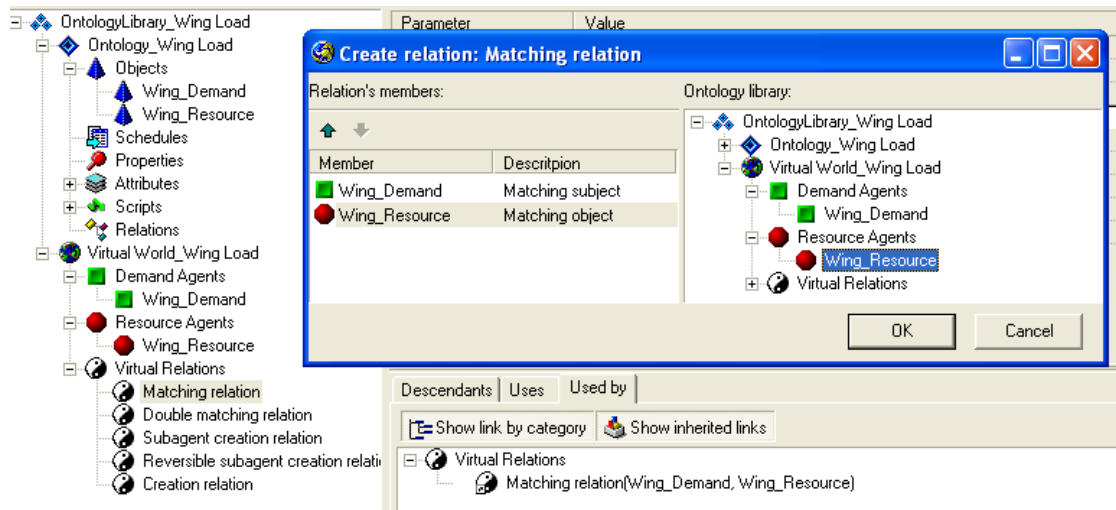 OntologyLibrary_Wing Load
Ontology_Wing Load
Objects
Wing_Demand
Wing_Resource
Schedules
Properties
Attributes
Scripts
Relations
Virtual World_Wing Load
Demand Agents
Wing_Demand
Resource Agents
Wing_Resource
Virtual Relations
Matching relation
Double matching relation
Subagent creation relation
Reversible subagent creation relati
Creation relation
Parameter Value
Create relation: Matching relation
Relation's members:
Member Descritpion
Wing_Demand Matching subject
Wing_Resource Matching object
Ontology library:
OntologyLibrary_Wing Load
Ontology_Wing Load
Virtual World_Wing Load
Demand Agents
Wing_Demand
Resource Agents
Wing_Resource
Virtual Relations
OK Cancel
Descendants Uses Used by
Show link by category Show inherited links
Virtual Relations
Matching relation(Wing_Demand, Wing_Resource)